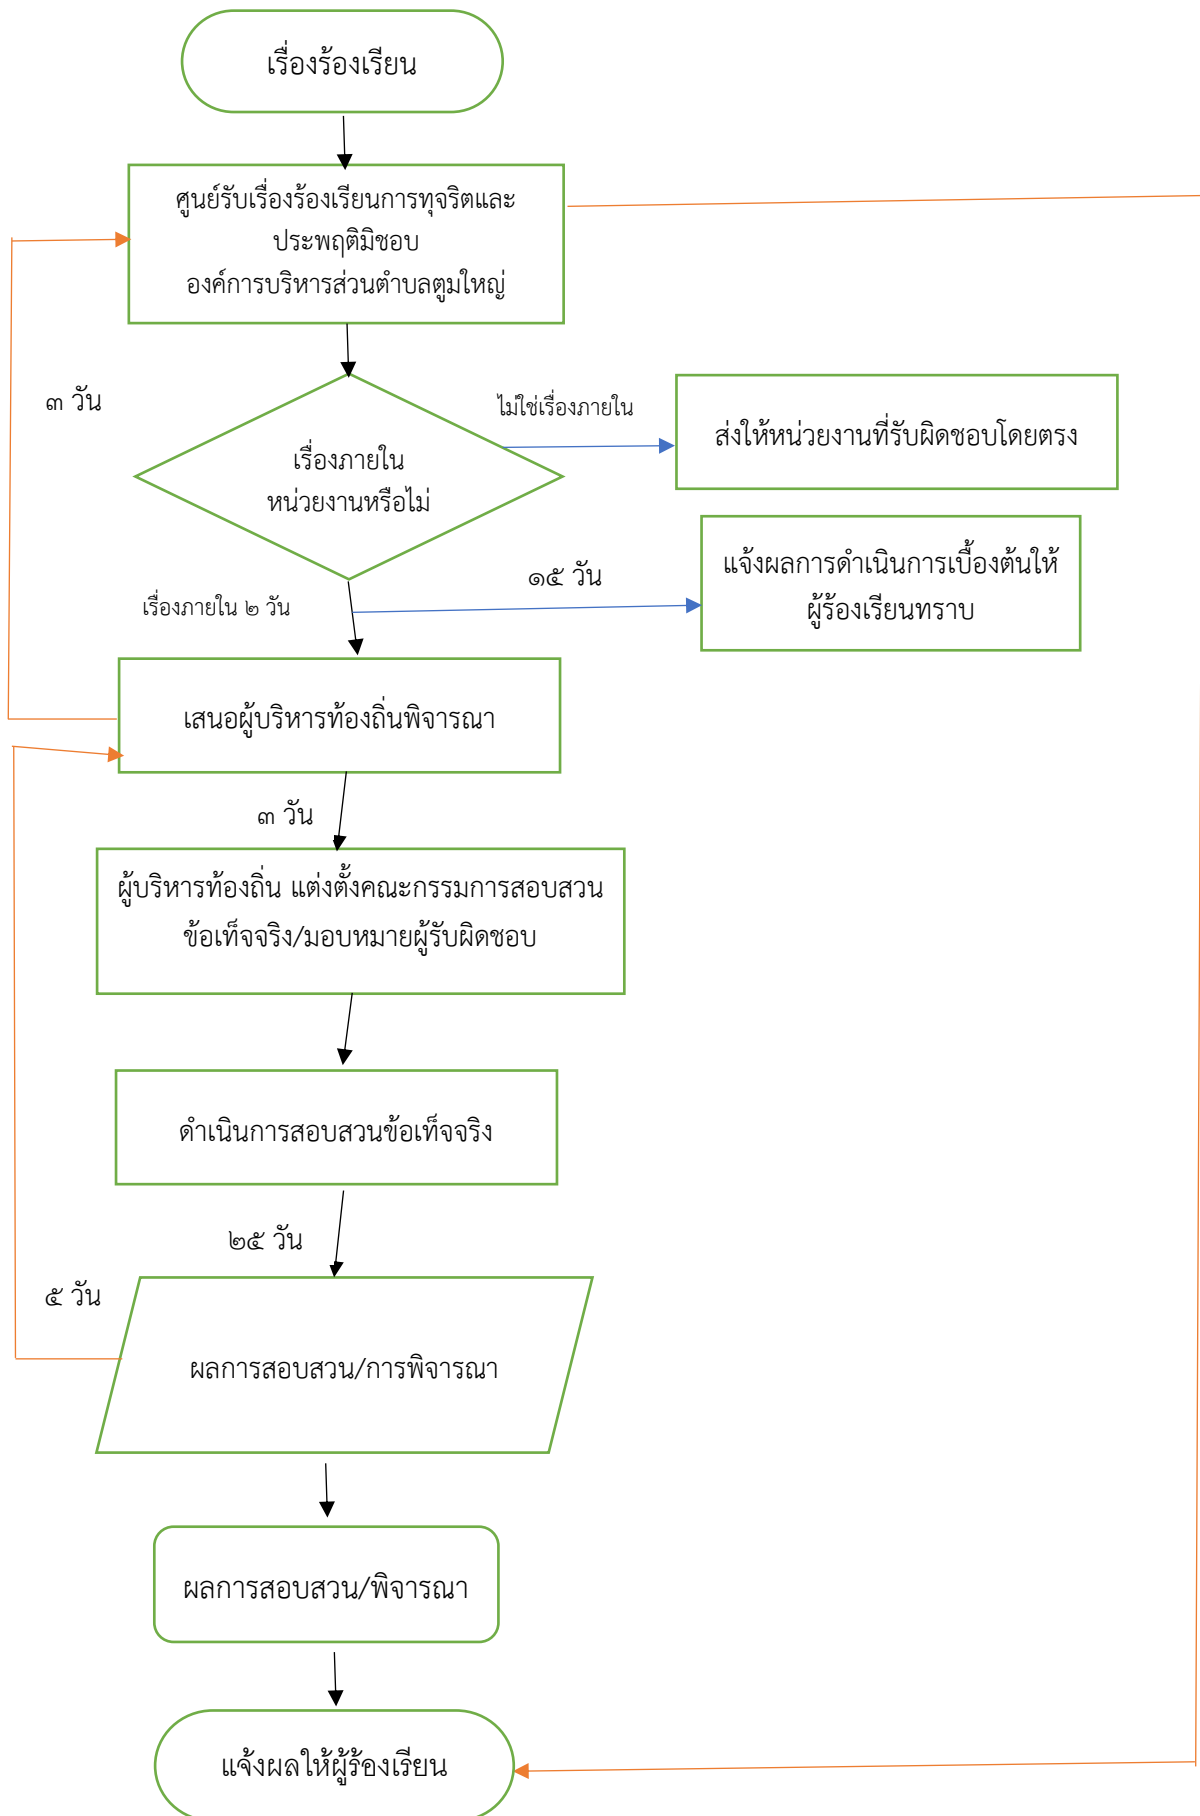 เรื่องร้องเรียน
ศูนย์รับเรื่องร้องเรียนการทุจริตและ
ประพฤติมิชอบ
องค์การบริหารส่วนตำบลตูมใหญ่
๓ วัน
ไม่ใช่เรื่องภายใน
ส่งให้หน่วยงานที่รับผิดชอบโดยตรง
เรื่องภายใน
หน่วยงานหรือไม่
แจ้งผลการดำเนินการเบื้องต้นให้
ผู้ร้องเรียนทราบ
๑๕ วัน
เรื่องภายใน ๒ วัน
เสนอผู้บริหารท้องถิ่นพิจารณา
๓ วัน
ผู้บริหารท้องถิ่น แต่งตั้งคณะกรรมการสอบสวน
ข้อเท็จจริง/มอบหมายผู้รับผิดชอบ
ดำเนินการสอบสวนข้อเท็จจริง
๒๕ วัน
๕ วัน
ผลการสอบสวน/การพิจารณา
ผลการสอบสวน/พิจารณา
แจ้งผลให้ผู้ร้องเรียน